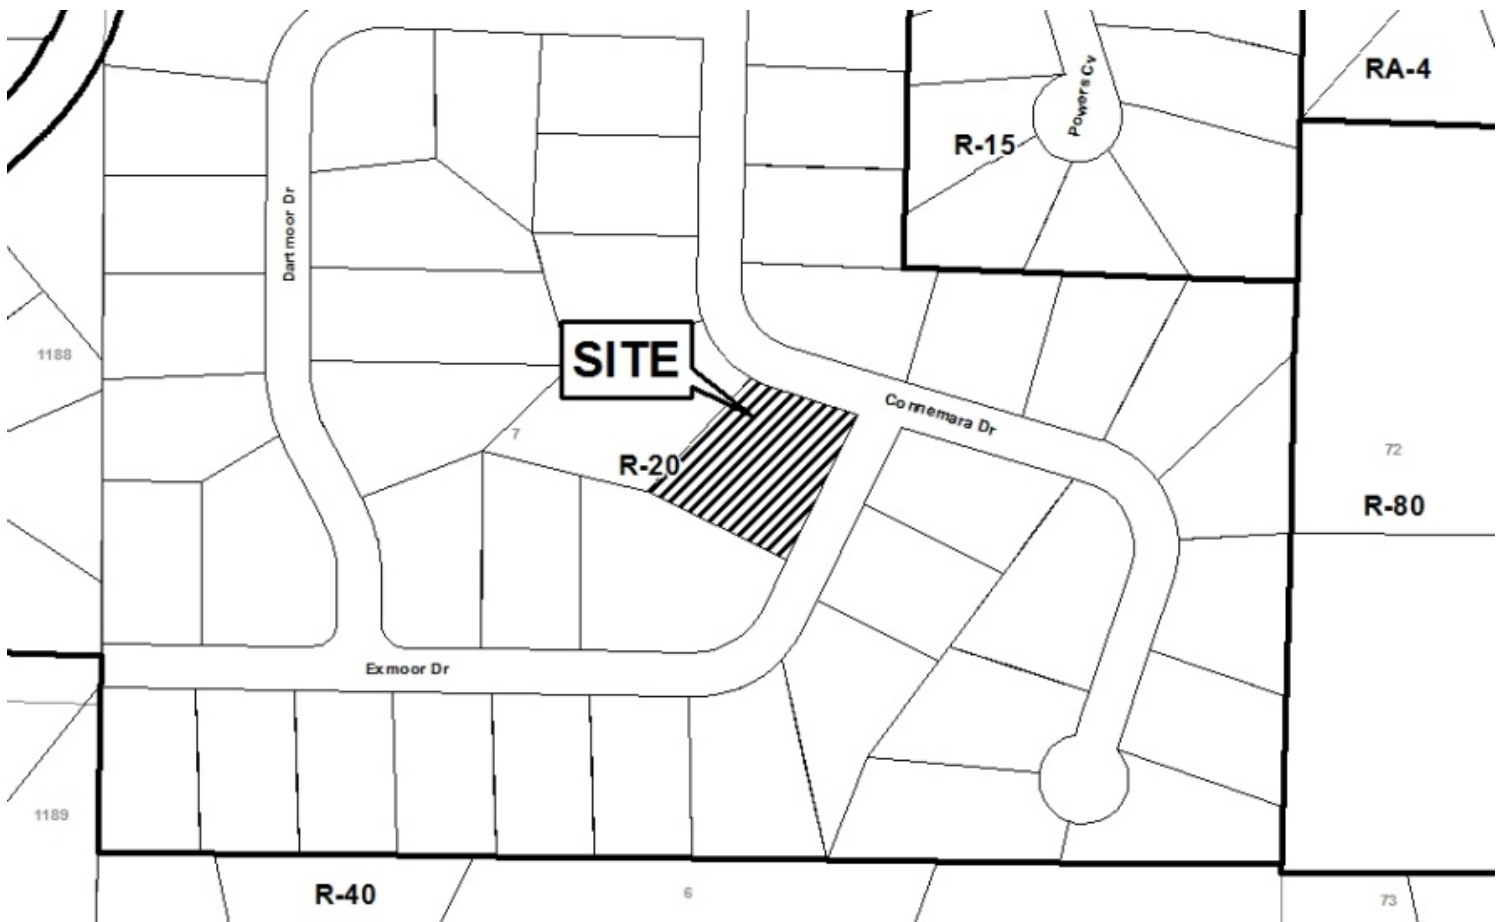 RA-4
Powers Cv
R-15
Dartmoor Dr
1188
SITE
Connemara Dr
7
R-20
72
R-80
Exmoor Dr
1189
R-40
6
73